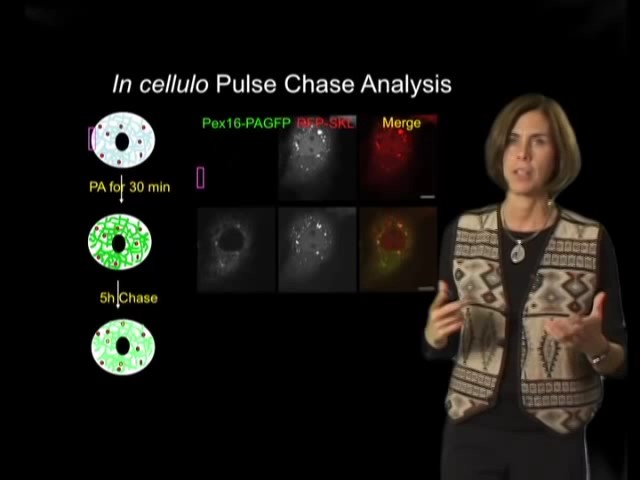 In cellulo Pulse Chase Analysis
Pex16-PAGFP RFP-SKL Merge
PA for 30 min
5h Chase